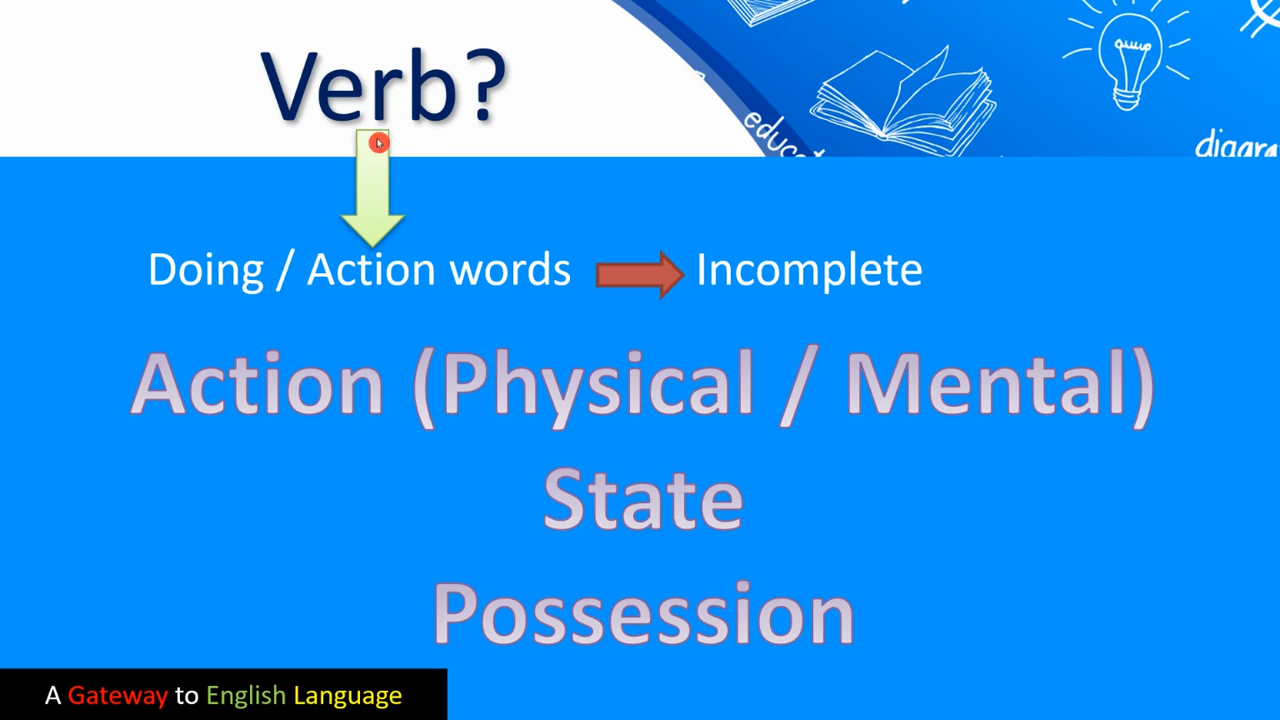 Verb?
Doing / Action words
Incomplete
Action (Physical / Mental)
State
Possession
A Gateway to English Language